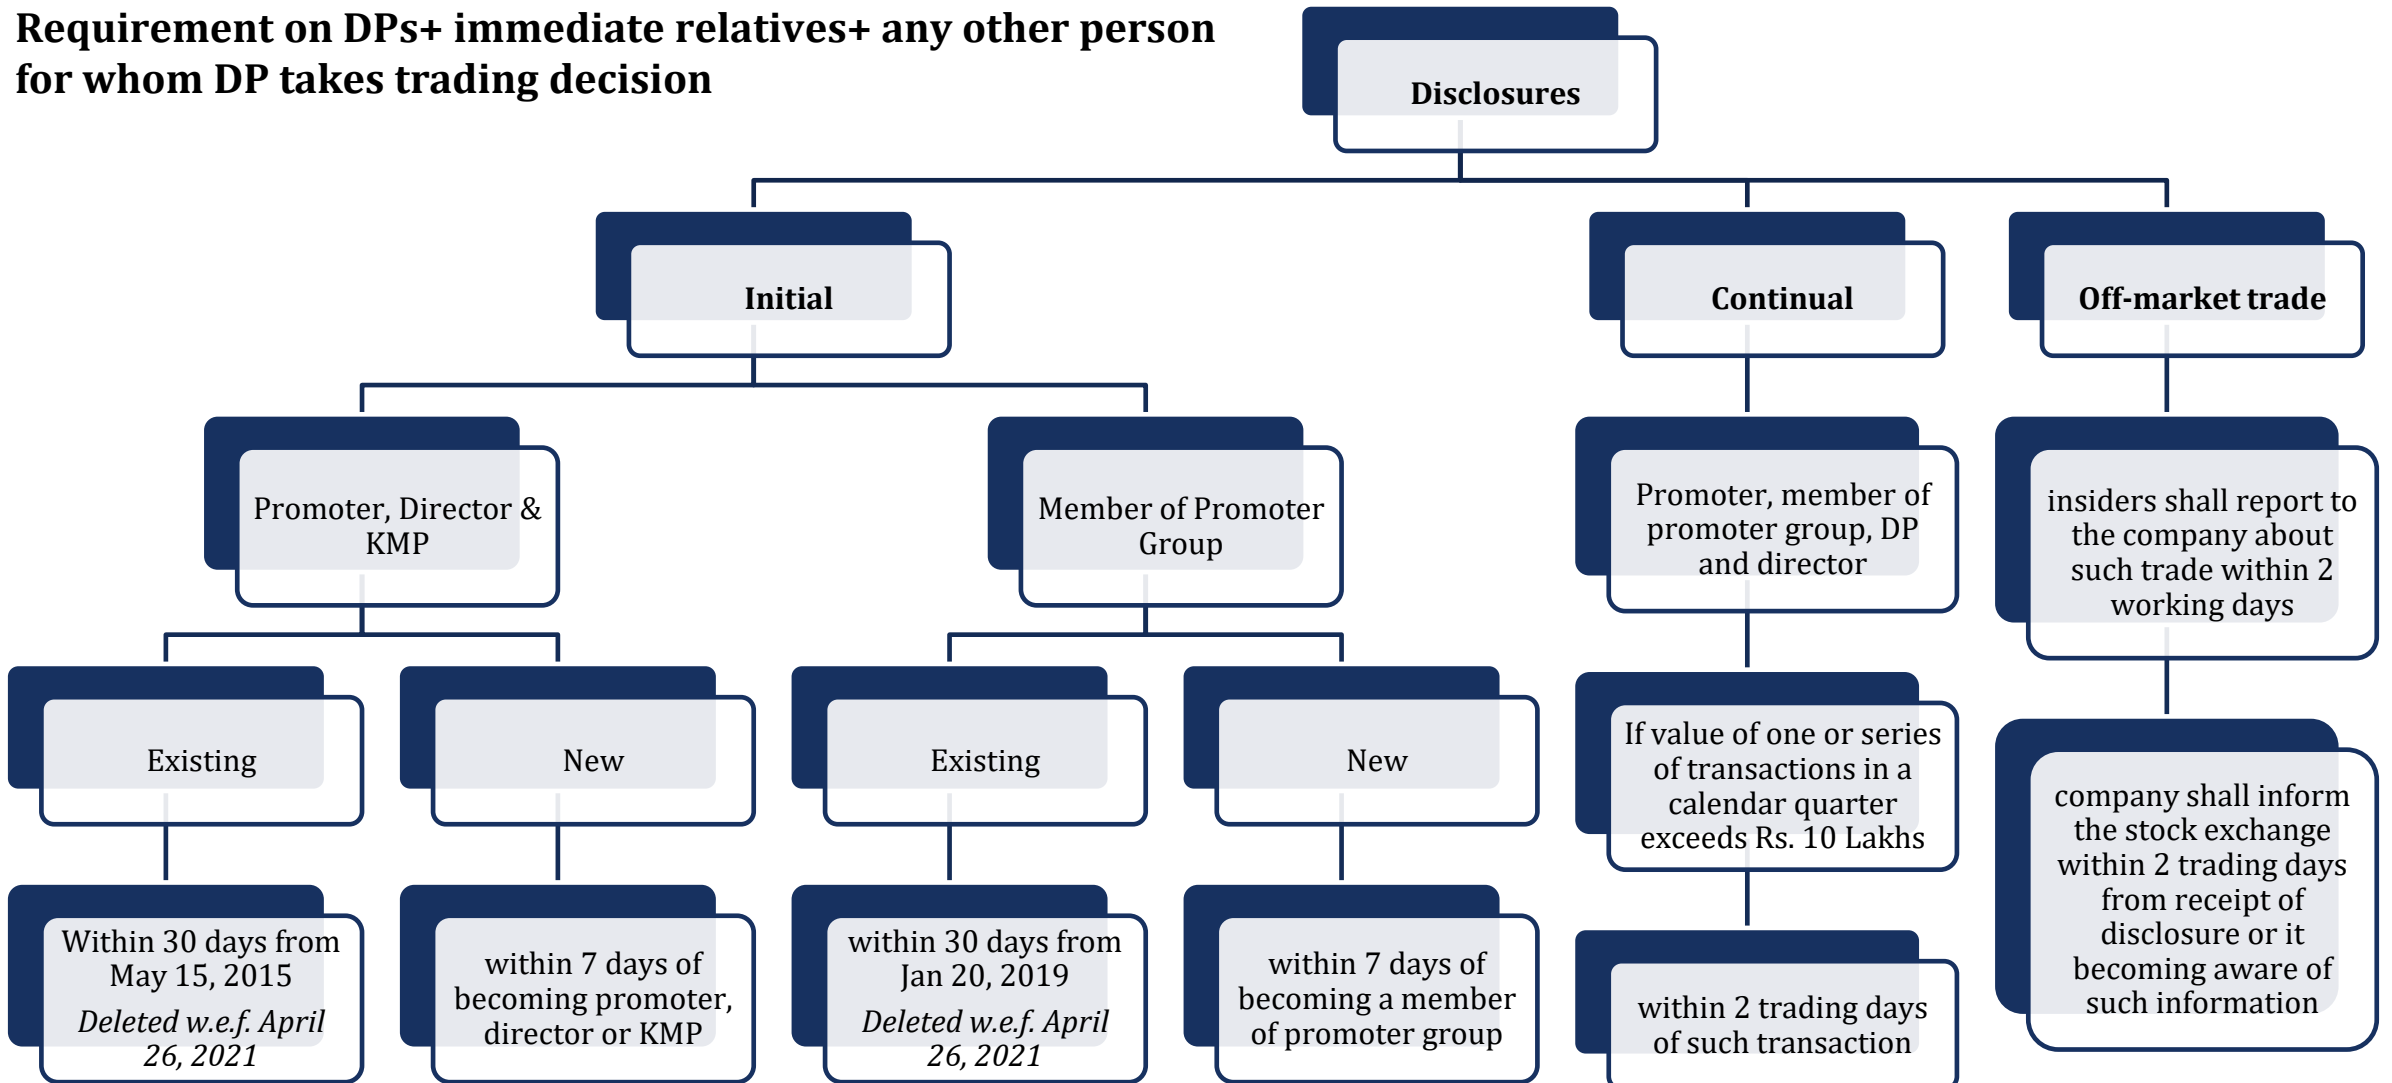 Requirement on DPs+ immediate relatives+ any other person
for whom DP takes trading decision
Disclosures
Initial
Continual
Off-market trade
Promoter, Director &
KMP
Member of Promoter
Group
Promoter, member of
promoter group, DP
and director
insiders shall report to
the company about
such trade within 2
working days
Existing
New
Existing
New
If value of one or series
of transactions in a
calendar quarter
exceeds Rs. 10 Lakhs
company shall inform
the stock exchange
within 2 trading days
from receipt of
disclosure or it
becoming aware of
such information
Within 30 days from
May 15, 2015
Deleted w.e.f. April
26, 2021
within 7 days of
becoming promoter,
director or KMP
within 30 days from
Jan 20, 2019
Deleted w.e.f. April
26, 2021
within 7 days of
becoming a member
of promoter group
within 2 trading days
of such transaction